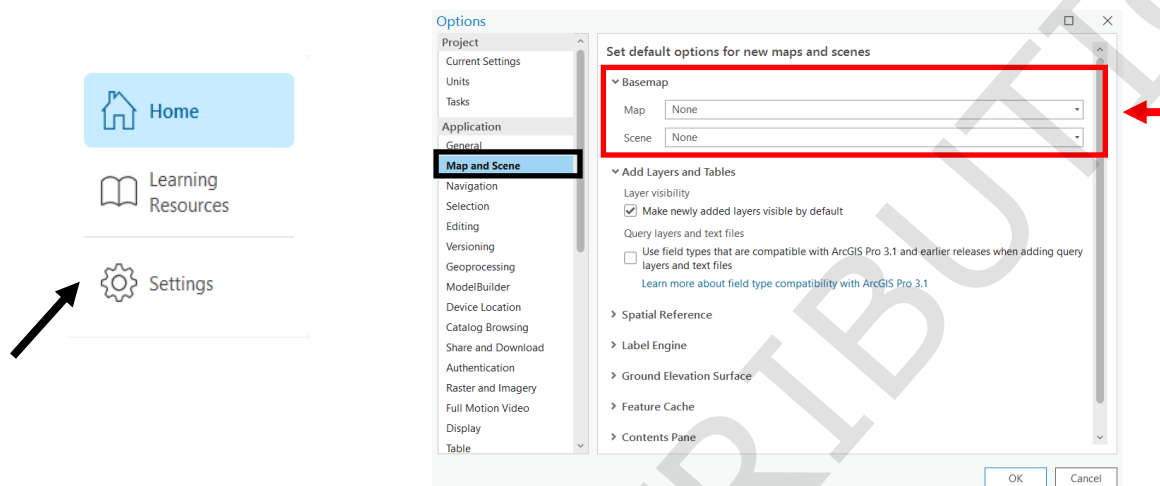 Home
Learning
Resources
Settings
Options
Project
Current Settings
Units
Tasks
Application
General
Map and Scene
Navigation
Selection
Editing
Versioning
Geoprocessing
ModelBuilder
Device Location
Catalog Browsing
Share and Download
Authentication
Raster and Imagery
Full Motion Video
Display
Table
Set default options for new maps and scenes
Basemap
Map None
Scene None
Add Layers and Tables
Layer visibility
Make newly added layers visible by default
Query layers and text files
Use field types that are compatible with ArcGIS Pro 3.1 and earlier releases when adding query
layers and text files
Learn more about field type compatibility with ArcGIS Pro 3.1
Spatial Reference
Label Engine
Ground Elevation Surface
Feature Cache
Contents Pane
OK Cancel